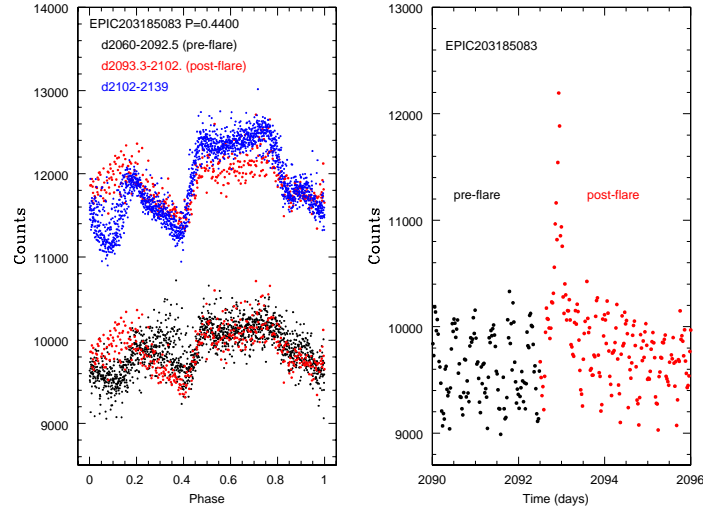 EPIC203185083 P=0.4400
d2060-2092.5 (pre-flare)
d2093.3-2102. (post-flare)
d2102-2139
Counts
14000
13000
12000
11000
10000
9000
8000
0
0.2
0.4
0.6
0.8
1
Phase
EPIC203185083
pre-flare
post-flare
Counts
13000
12000
11000
10000
9000
2090
2092
2094
2096
Time (days)